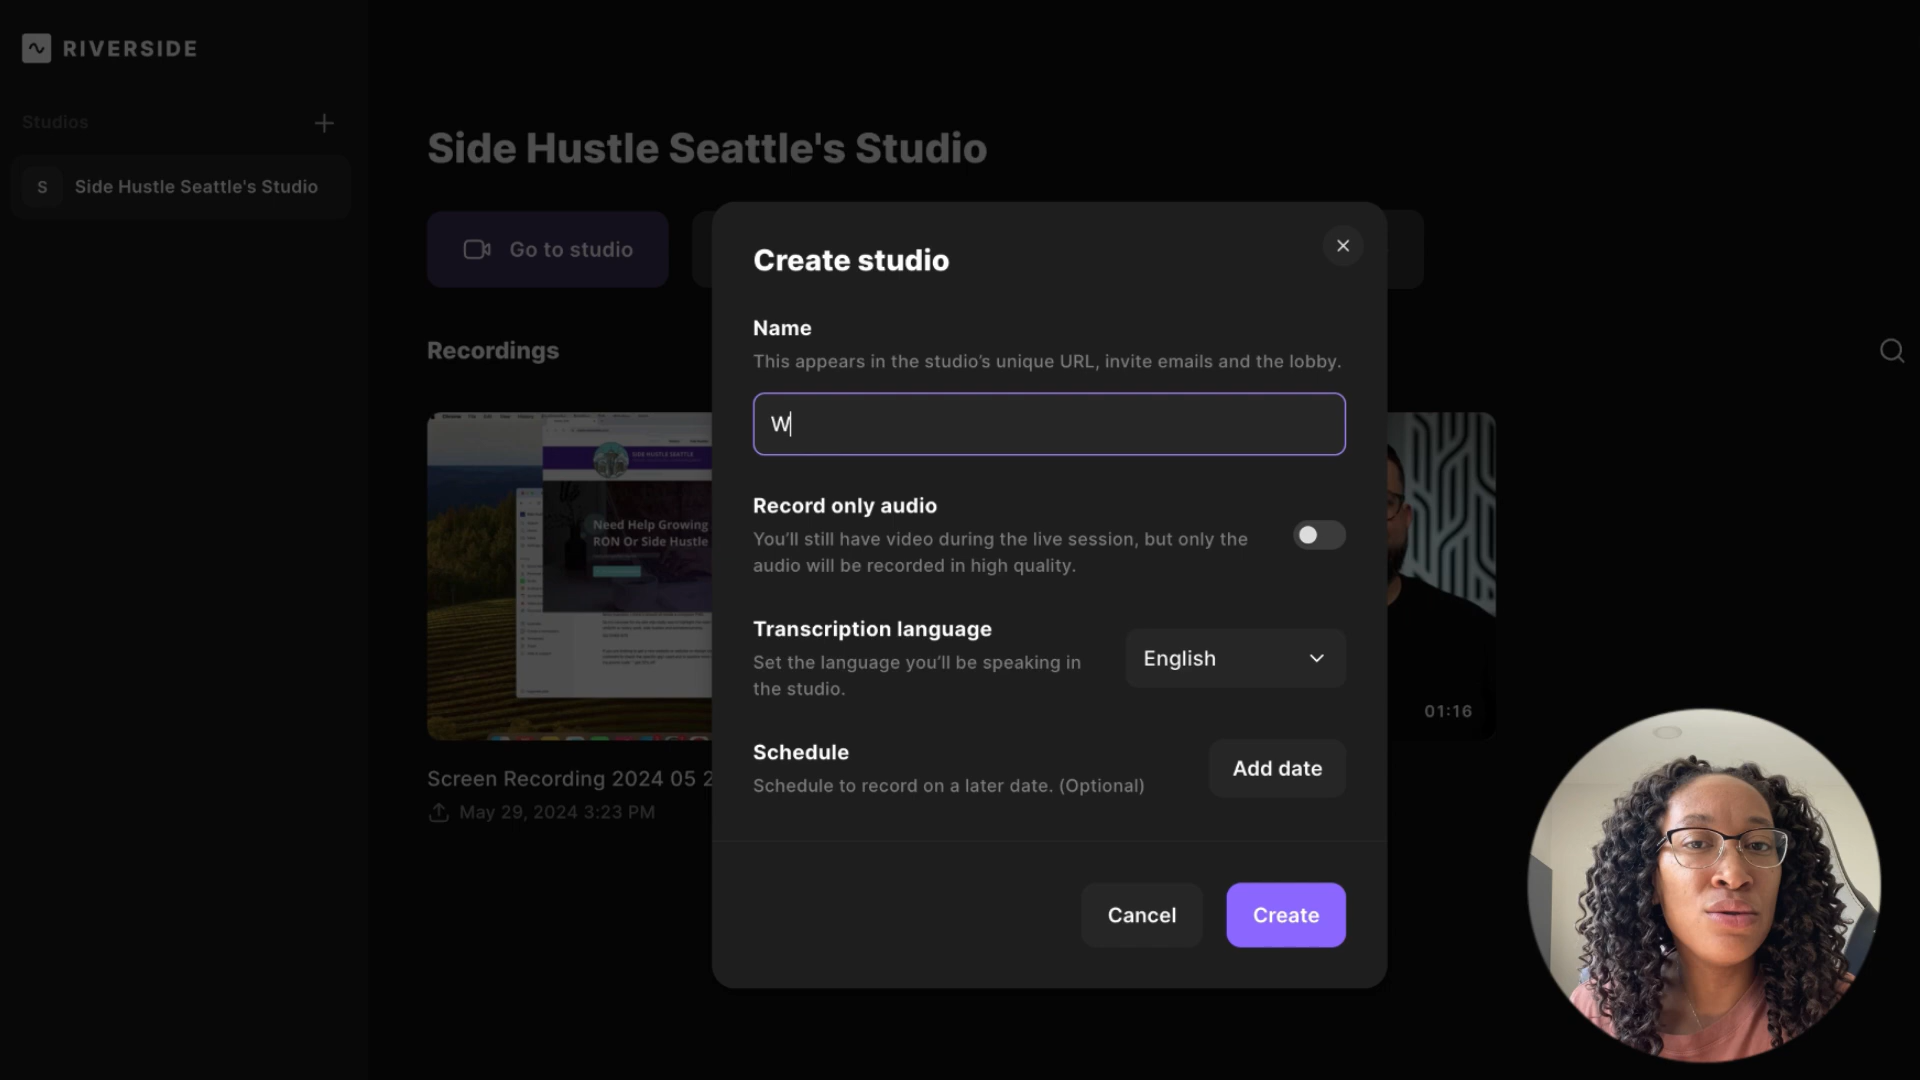 RIVERSIDE
Studios
S Side Hustle Seattle's Studio
Side Hustle Seattle's Studio
Go to studio
Recordings
SIDE HUSTLE SEATTLE
Need Help Growing
RON Or Side Hustle
Screen Recording 2024 05 2
May 29, 2024 3:23 PM
01:16
Create studio
Name
This appears in the studio’s unique URL, invite emails and the lobby.
W
Record only audio
You’ll still have video during the live session, but only the
audio will be recorded in high quality.
Transcription language
Set the language you’ll be speaking in
the studio.
English
Schedule
Schedule to record on a later date. (Optional)
Add date
Cancel
Create